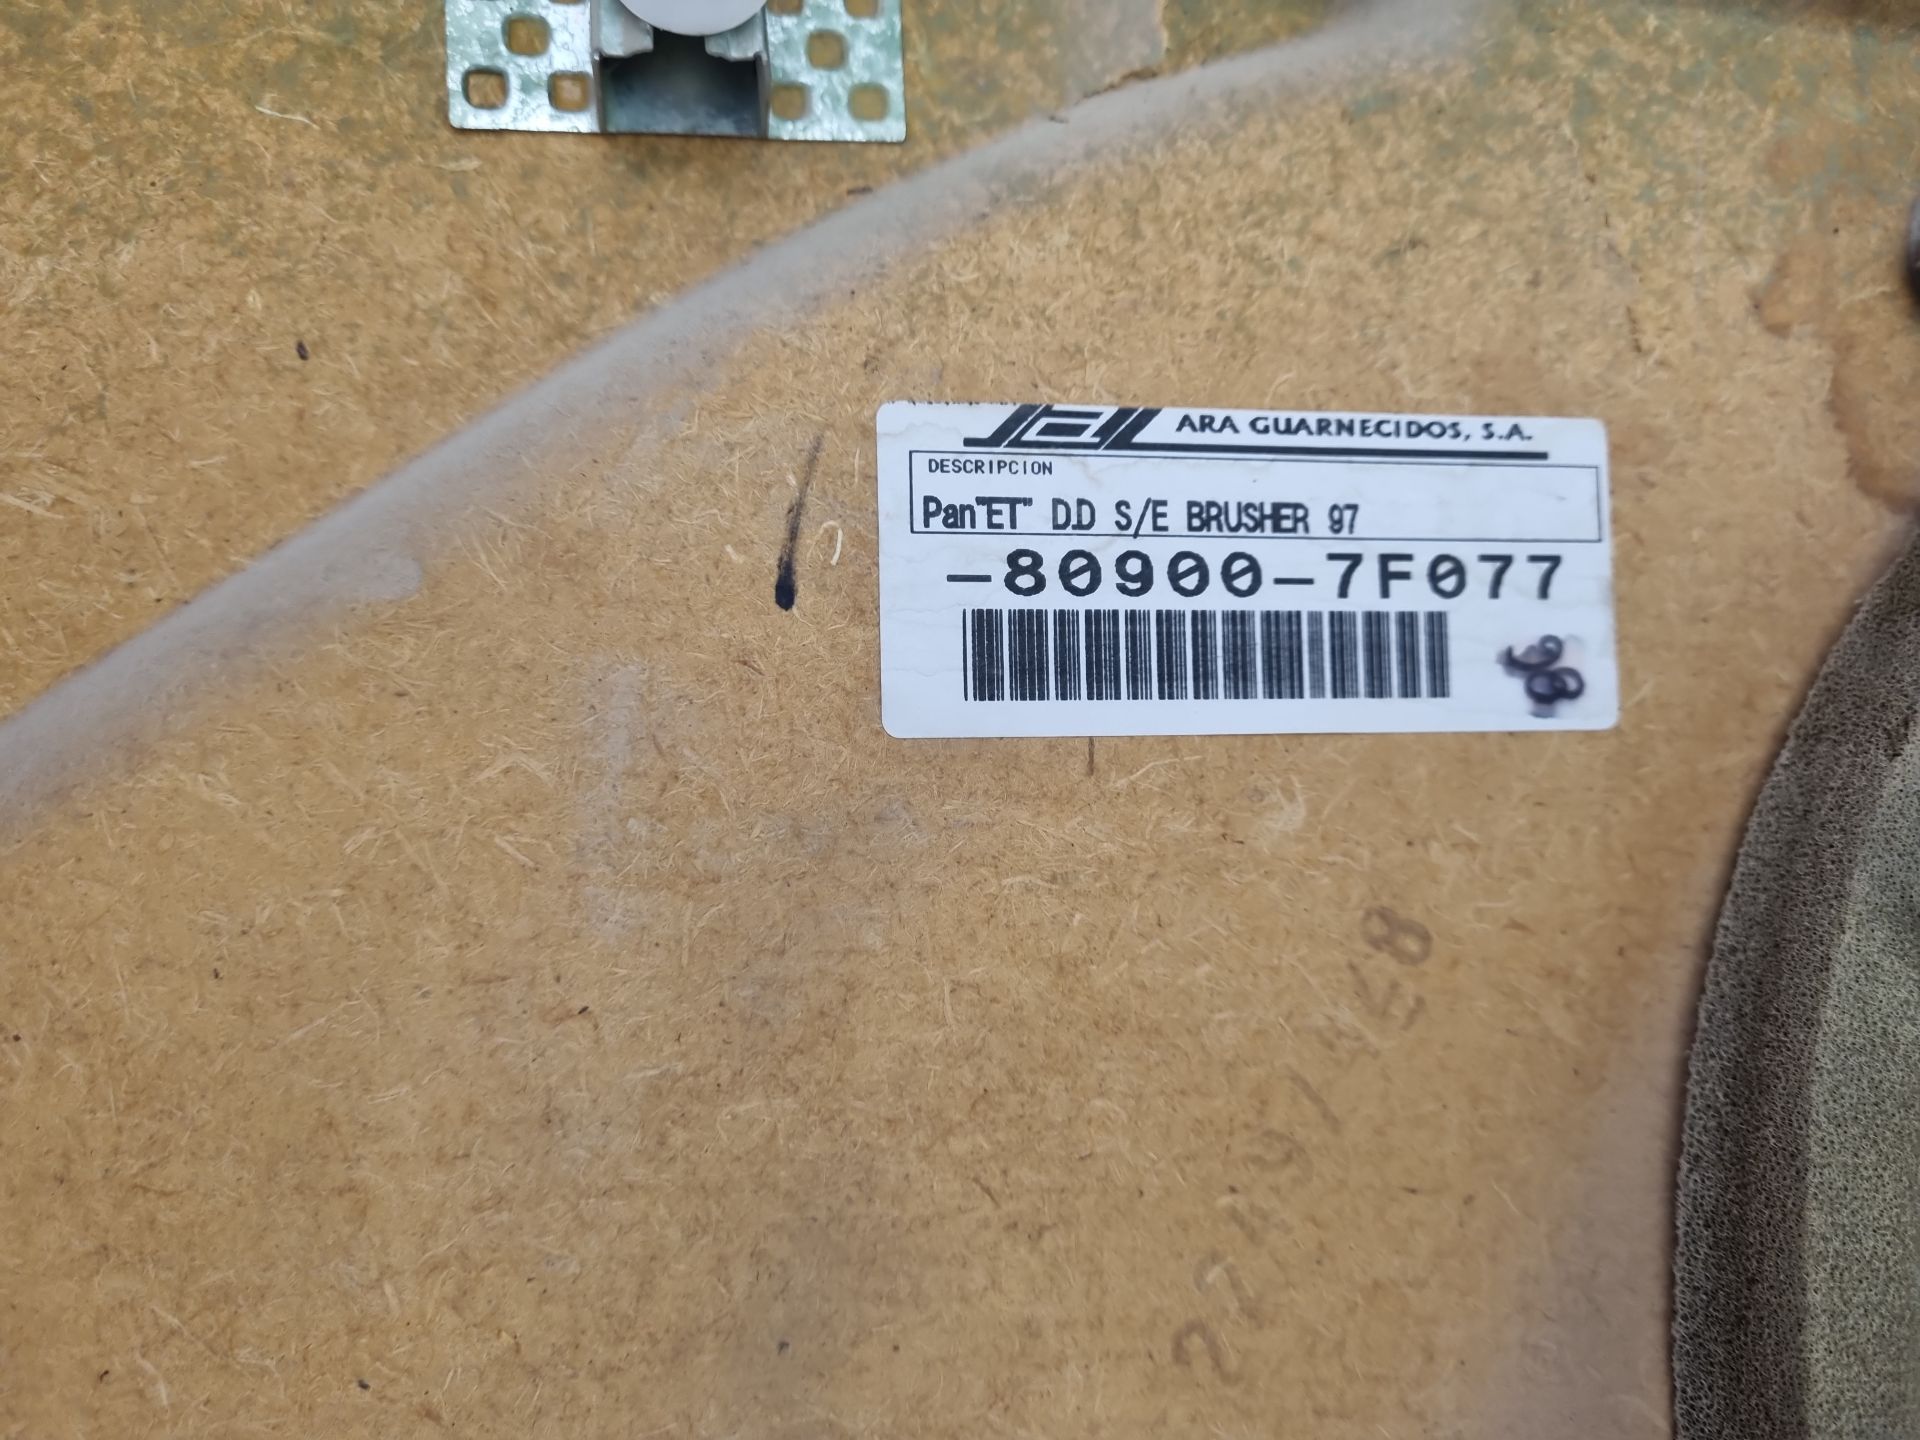 ARA GUARNECIDOS, S.A.
DESCRIPCION
Pan"ET" D.D S/E BRUSHER 97
-80900-7F077